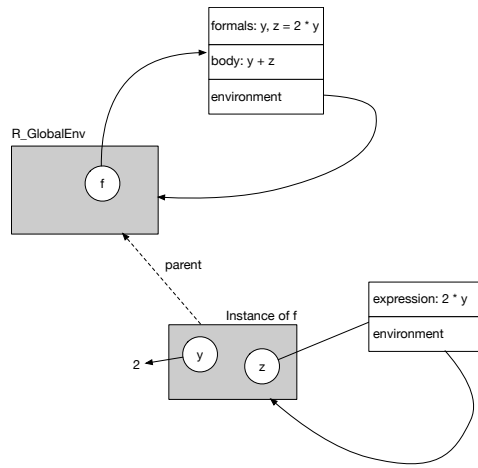 formals: y, z = 2 * y
body: y + z
environment
R_GlobalEnv
f
parent
Instance of f
expression: 2 * y
environment
y
z
2